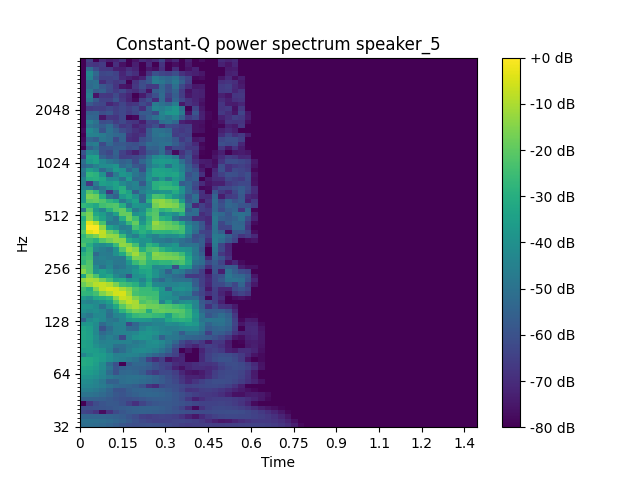 Constant-Q power spectrum speaker_5
Hz
2048
1024
512
256
128
64
32
0 0.15 0.3 0.45 0.6 0.75 0.9 1.1 1.2 1.4
Time
+0 dB
-10 dB
-20 dB
-30 dB
-40 dB
-50 dB
-60 dB
-70 dB
-80 dB